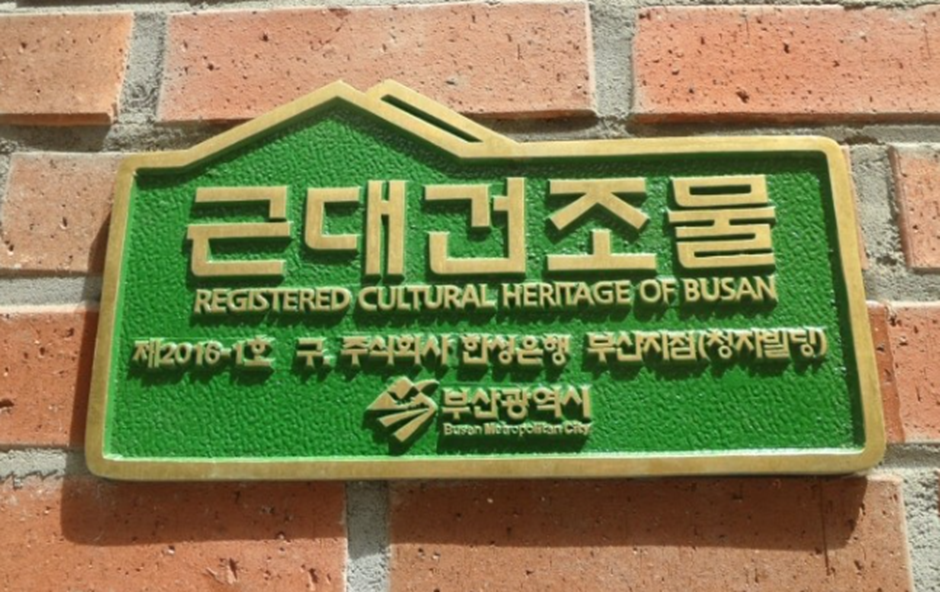 근대건조물
REGISTERED CULTURAL HERITAGE OF BUSAN
제2016-1호 구. 주식회사 한성은행 부산지점(청자빌딩)
부산광역시
Busan Metropolitan City